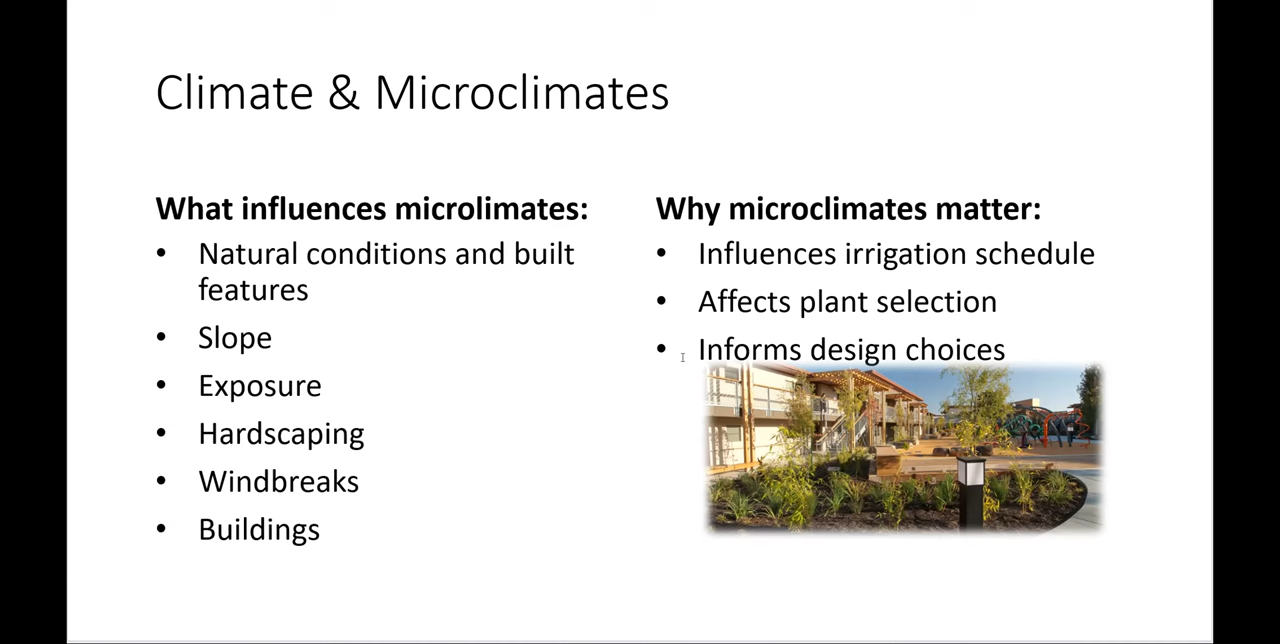 Climate & Microclimates
What influences microlimates:
• Natural conditions and built
features
• Slope
• Exposure
• Hardscaping
• Windbreaks
• Buildings
Why microclimates matter:
• Influences irrigation schedule
• Affects plant selection
• Informs design choices